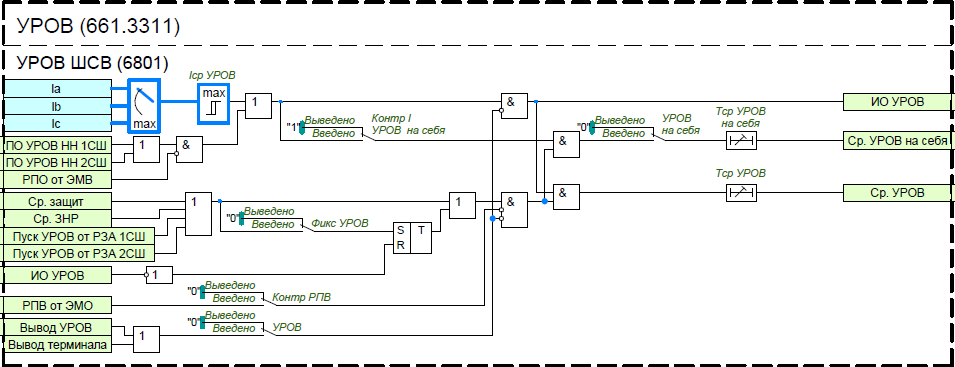 УРОВ (661.3311)
УРОВ ШСВ (6801)
Ia
Ib
Ic
max
Iср УРОВ
max
1
ПО УРОВ НН 1СШ
ПО УРОВ НН 2СШ
РПО от ЭМВ
1
&
"1"
Выведено
Введено
Контр I
УРОВ на себя
&
&
"0"
Выведено
Введено
УРОВ
на себя
Тср УРОВ
на себя
ИО УРОВ
Ср. УРОВ на себя
Ср. защит
Ср. ЗНР
Пуск УРОВ от РЗА 1СШ
Пуск УРОВ от РЗА 2СШ
1
"0"
Выведено
Введено
Фикс УРОВ
S
R
T
1
&
&
Тср УРОВ
Ср. УРОВ
ИО УРОВ
1
РПВ от ЭМО
"0"
Выведено
Введено
Контр РПВ
Вывод УРОВ
Вывод терминала
1
"0"
Выведено
Введено
УРОВ